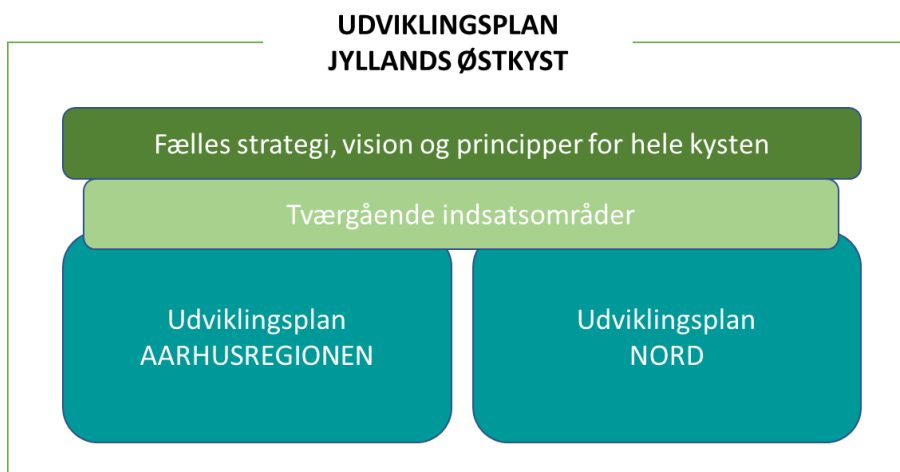 UDVIKLINGSPLAN
JYLLANDS ØSTKYST
Fælles strategi, vision og principper for hele kysten
Tværgående indsatsområder
Udviklingsplan
AARHUSREGIONEN
Udviklingsplan
NORD